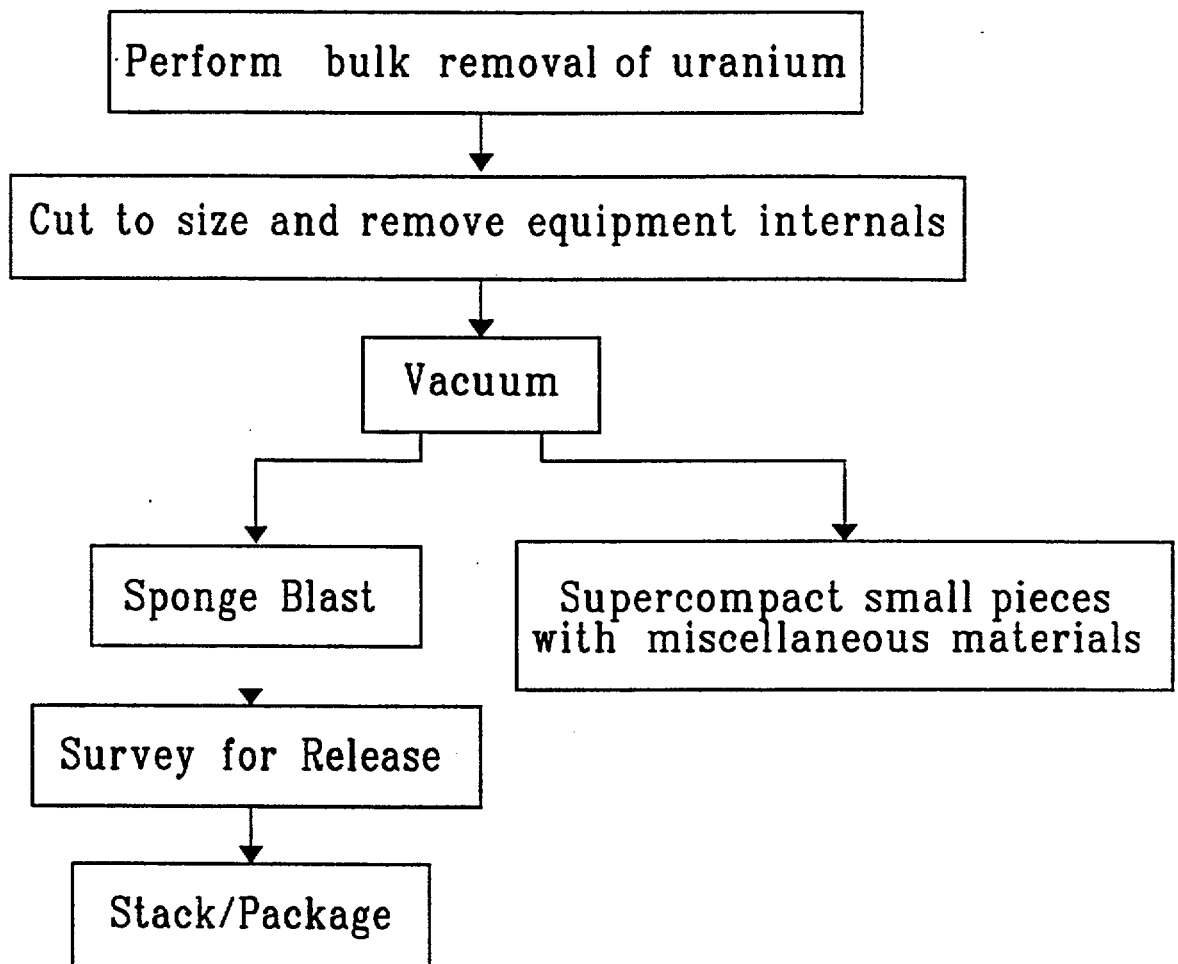 Perform bulk removal of uranium
Cut to size and remove equipment internals
Vacuum
Sponge Blast
Supercompact small pieces
with miscellaneous materials
Survey for Release
Stack/Package